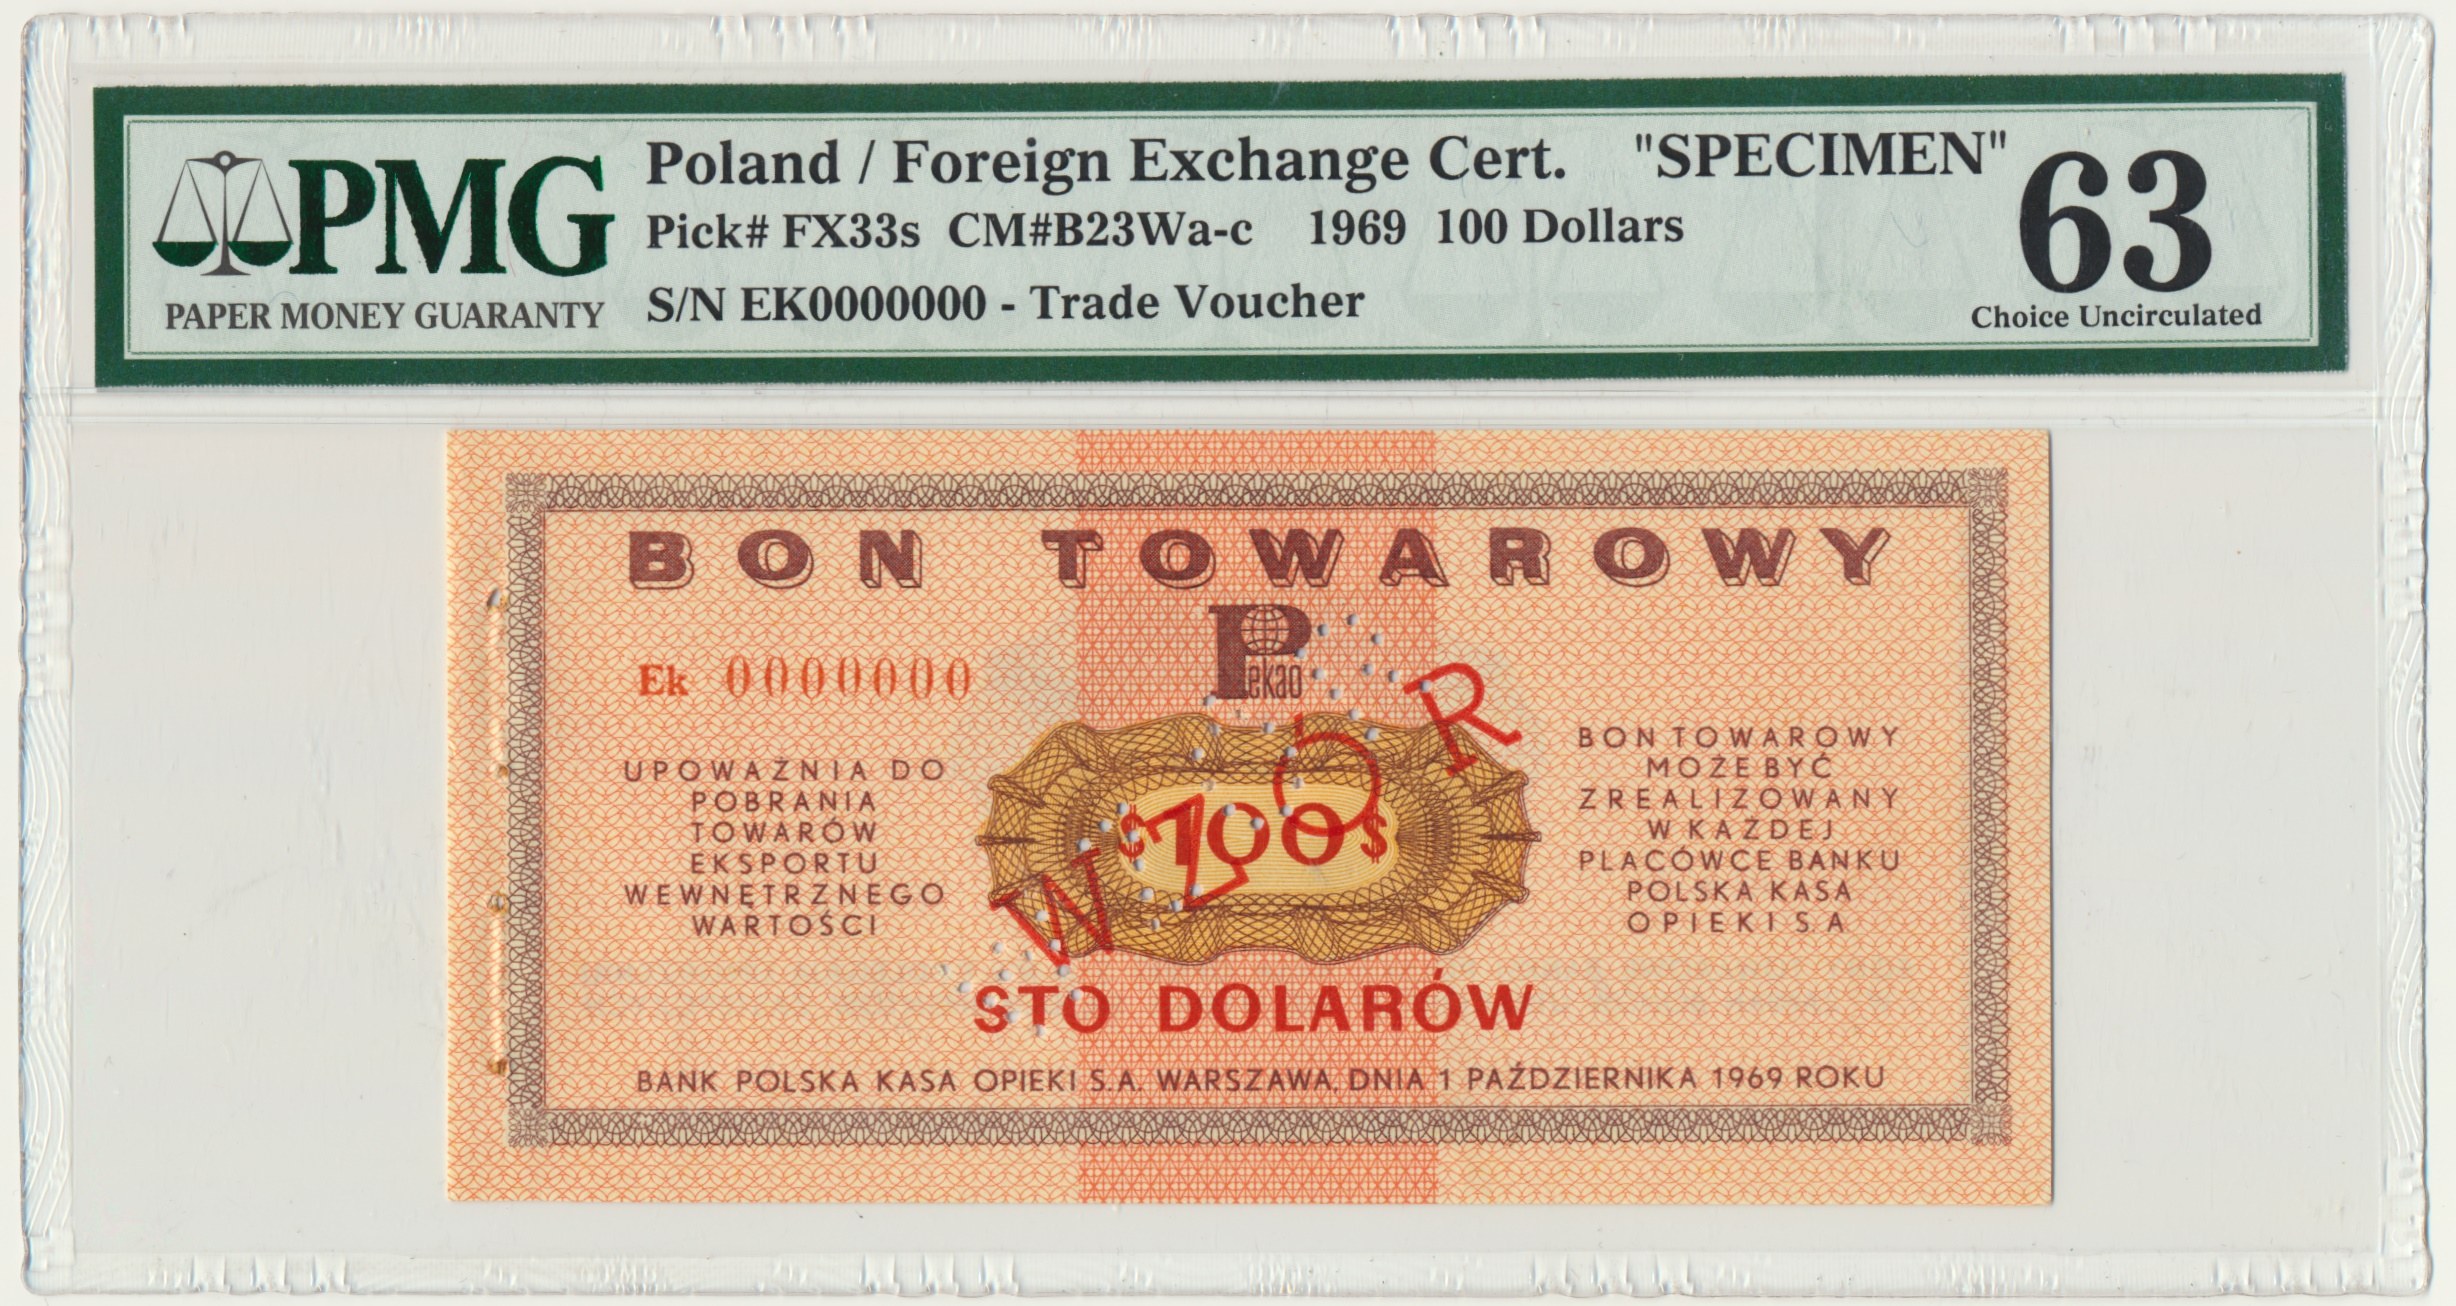 PMG
PAPER MONEY GUARANTY
Poland / Foreign Exchange Cert. "SPECIMEN"
Pick# FX33s CM#B23Wa-c 1969 100 Dollars
S/N EK0000000 - Trade Voucher
63
Choice Uncirculated
BON TOWAROWY
Pekao
Ek 0000000
UPOWAŻNIA DO
POBRANIA
TOWARÓW
EKSPORTU
WEWNĘTRZNEGO
WARTOŚCI
$100$
WZÓR
BON TOWAROWY
MOŻE BYĆ
ZREALIZOWANY
W KAŻDEJ
PLACÓWCE BANKU
POLSKA KASA
OPIEKI S A
STO DOLARÓW
BANK POLSKA KASA OPIEKI S.A. WARSZAWA, DNIA 1 PAŹDZIERNIKA 1969 ROKU